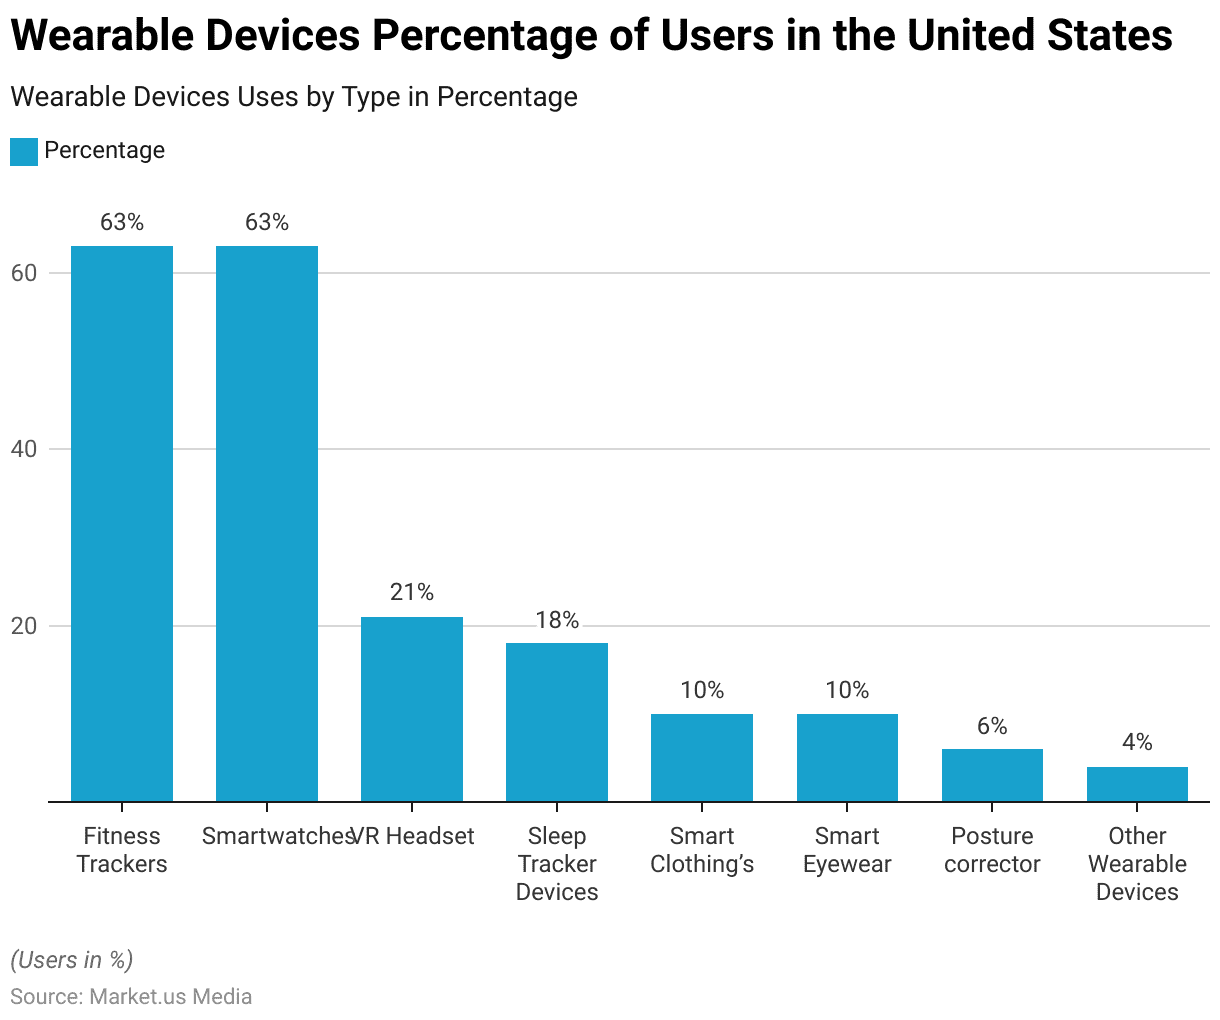 Wearable Devices Percentage of Users in the United States
Wearable Devices Uses by Type in Percentage
Percentage
63%
63%
60
40
21%
18%
20
10%
10%
6%
4%
Fitness
Trackers
Smartwatches
VR Headset
Sleep
Tracker
Devices
Smart
Clothing’s
Smart
Eyewear
Posture
corrector
Other
Wearable
Devices
(Users in %)
Source: Market.us Media